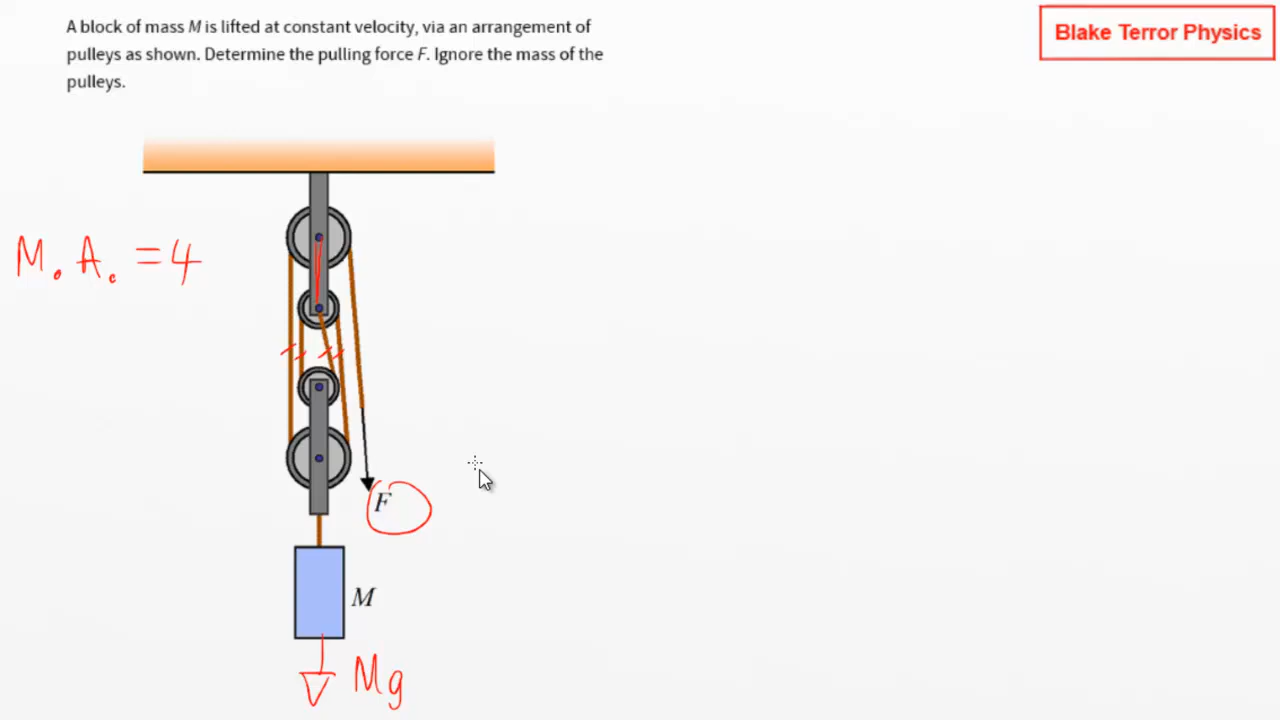 A block of mass M is lifted at constant velocity, via an arrangement of
pulleys as shown. Determine the pulling force F. Ignore the mass of the
pulleys.
Blake Terror Physics
M. A. = 4
F
M
Mg